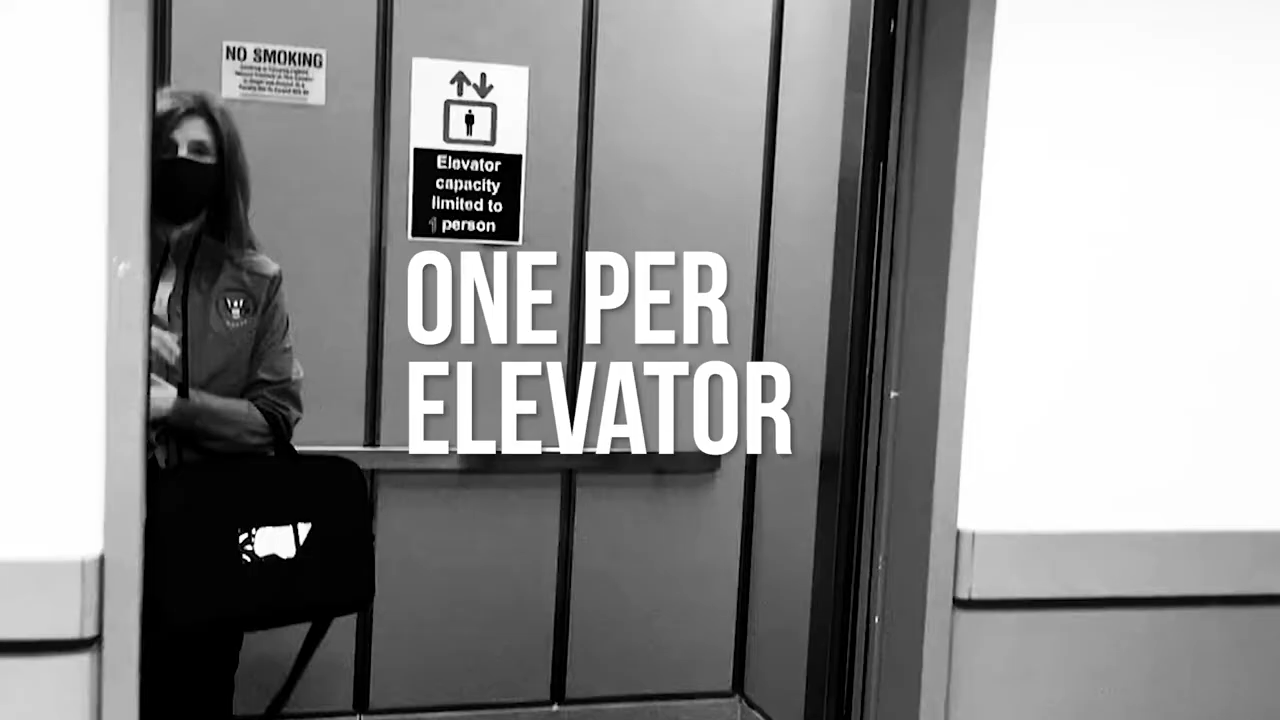 NO SMOKING
Elevator
capacity
limited to
1 person
ONE PER
ELEVATOR